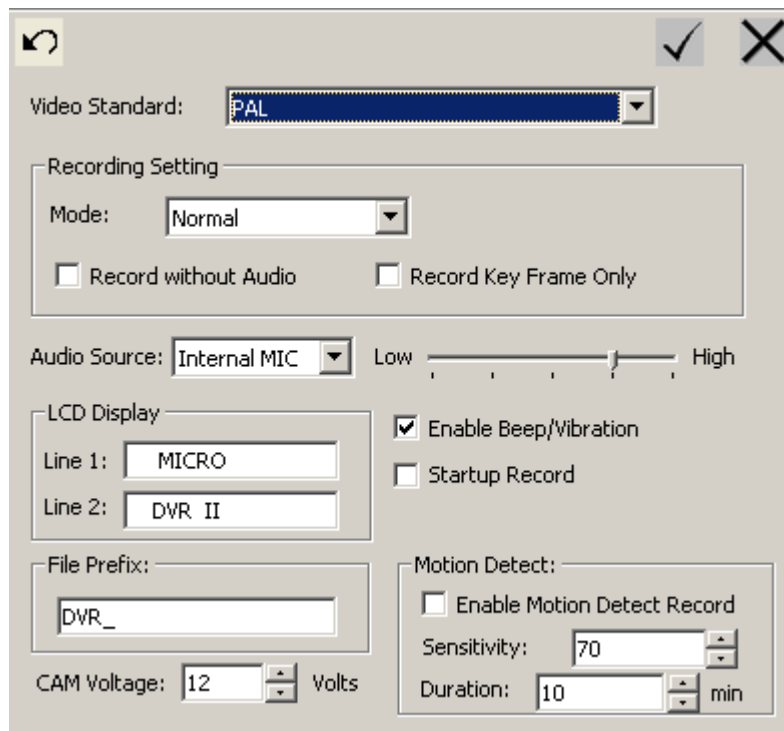 Video Standard: PAL
Recording Setting
Mode: Normal
Record without Audio Record Key Frame Only
Audio Source: Internal MIC Low High
LCD Display
Line 1: MICRO
Line 2: DVR II
Enable Beep/Vibration
Startup Record
File Prefix:
DVR_
CAM Voltage: 12 Volts
Motion Detect:
Enable Motion Detect Record
Sensitivity: 70
Duration: 10 min